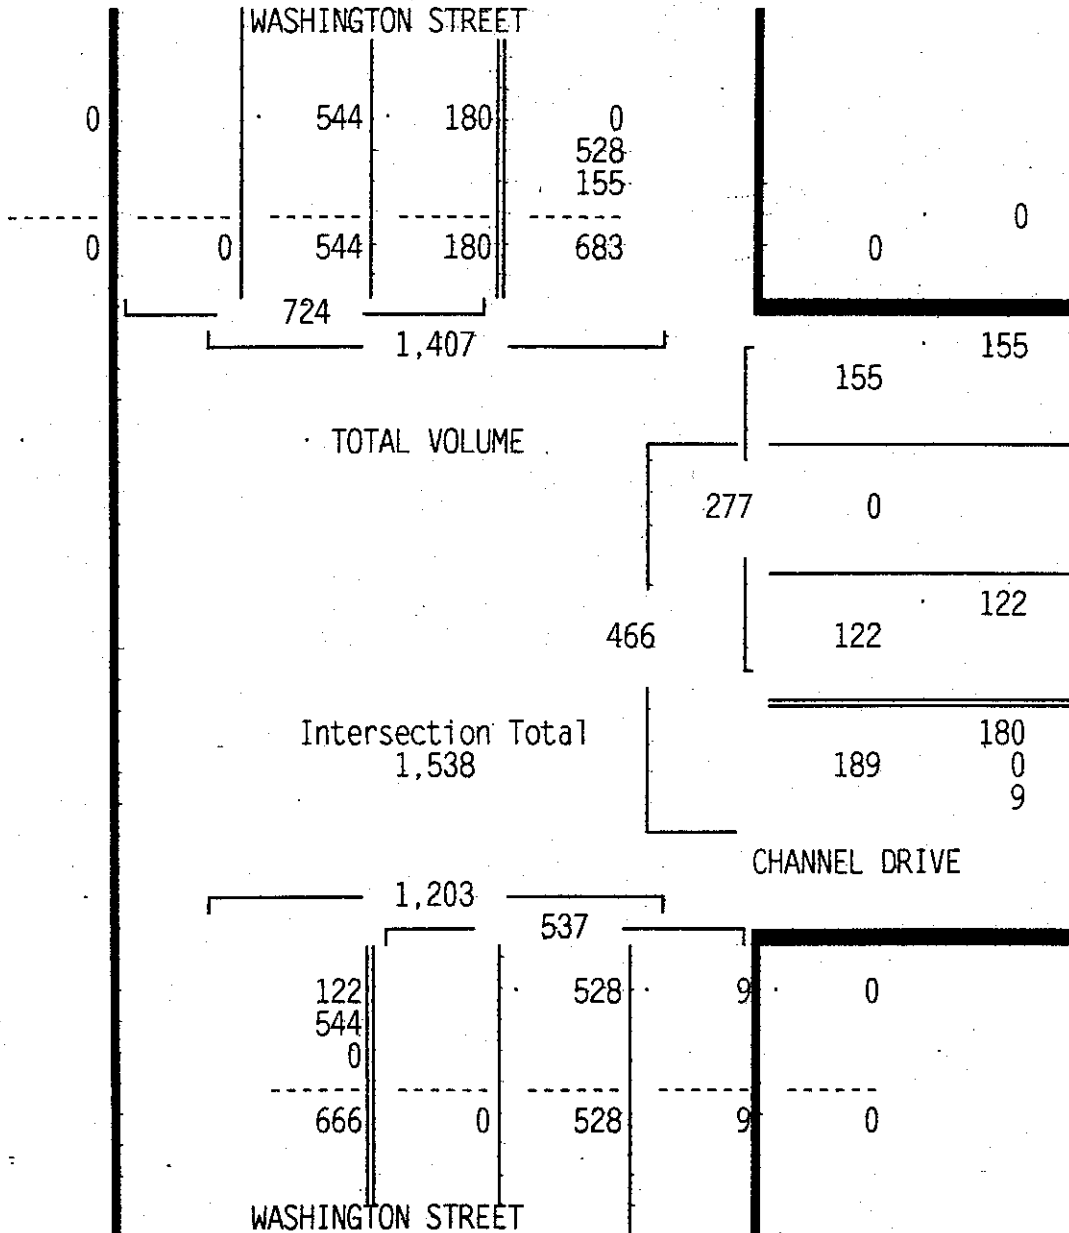 WASHINGTON STREET
0 544 180 0
528
155
0
0 0 544 180 683 0
724
1,407 155
155
TOTAL VOLUME
277 0
122
466 122
Intersection Total 180
1,538 189 0
9
CHANNEL DRIVE
1,203
537
122 528 9 0
544
0
666 0 528 9 0
WASHINGTON STREET